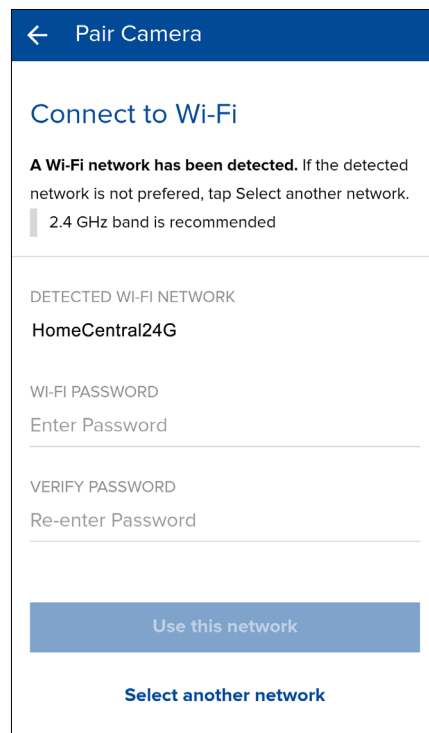 Pair Camera
Connect to Wi-Fi
A Wi-Fi network has been detected. If the detected
network is not prefered, tap Select another network.
2.4 GHz band is recommended
DETECTED WI-FI NETWORK
HomeCentral24G
WI-FI PASSWORD
Enter Password
VERIFY PASSWORD
Re-enter Password
Use this network
Select another network